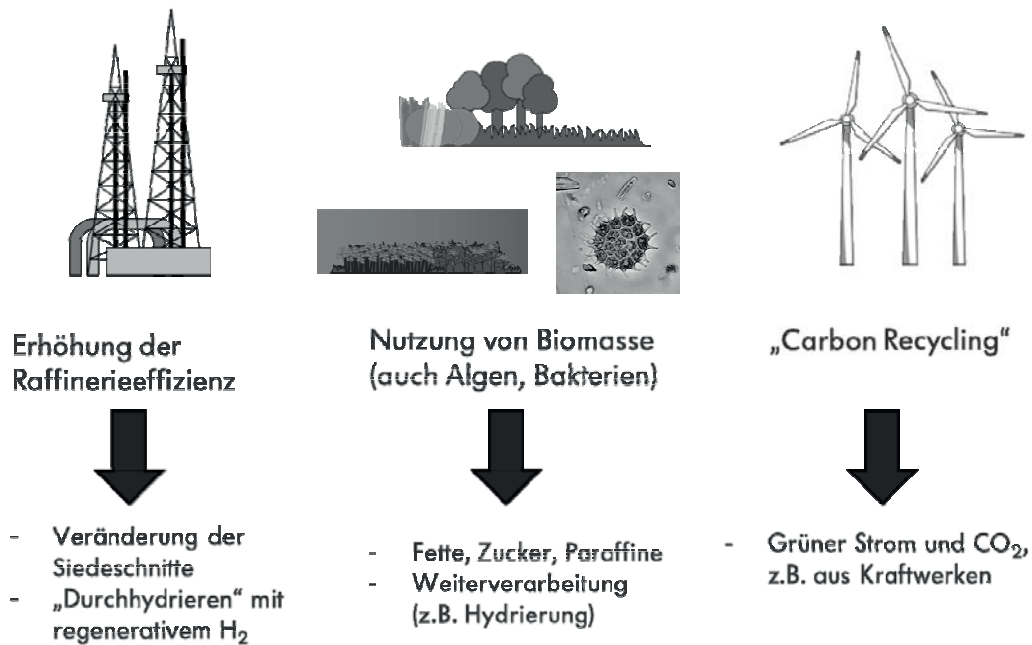 Erhöhung der
Raffinerieeffizienz
- Veränderung der
Siedeschnitte
- „Durchhydrieren“ mit
regenerativem H₂
Nutzung von Biomasse
(auch Algen, Bakterien)
- Fette, Zucker, Paraffine
- Weiterverarbeitung
(z.B. Hydrierung)
„Carbon Recycling“
- Grüner Strom und CO₂,
z.B. aus Kraftwerken